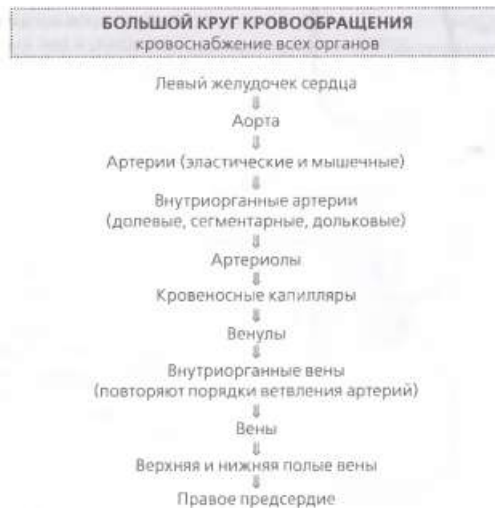 БОЛЬШОЙ КРУГ КРОВООБРАЩЕНИЯ
кровоснабжение всех органов
Левый желудочек сердца
⇓
Аорта
⇓
Артерии (эластические и мышечные)
⇓
Внутриорганные артерии
(долевые, сегментарные, дольковые)
⇓
Артериолы
⇓
Кровеносные капилляры
⇓
Венулы
⇓
Внутриорганные вены
(повторяют порядки ветвления артерий)
⇓
Вены
⇓
Верхняя и нижняя полые вены
⇓
Правое предсердие